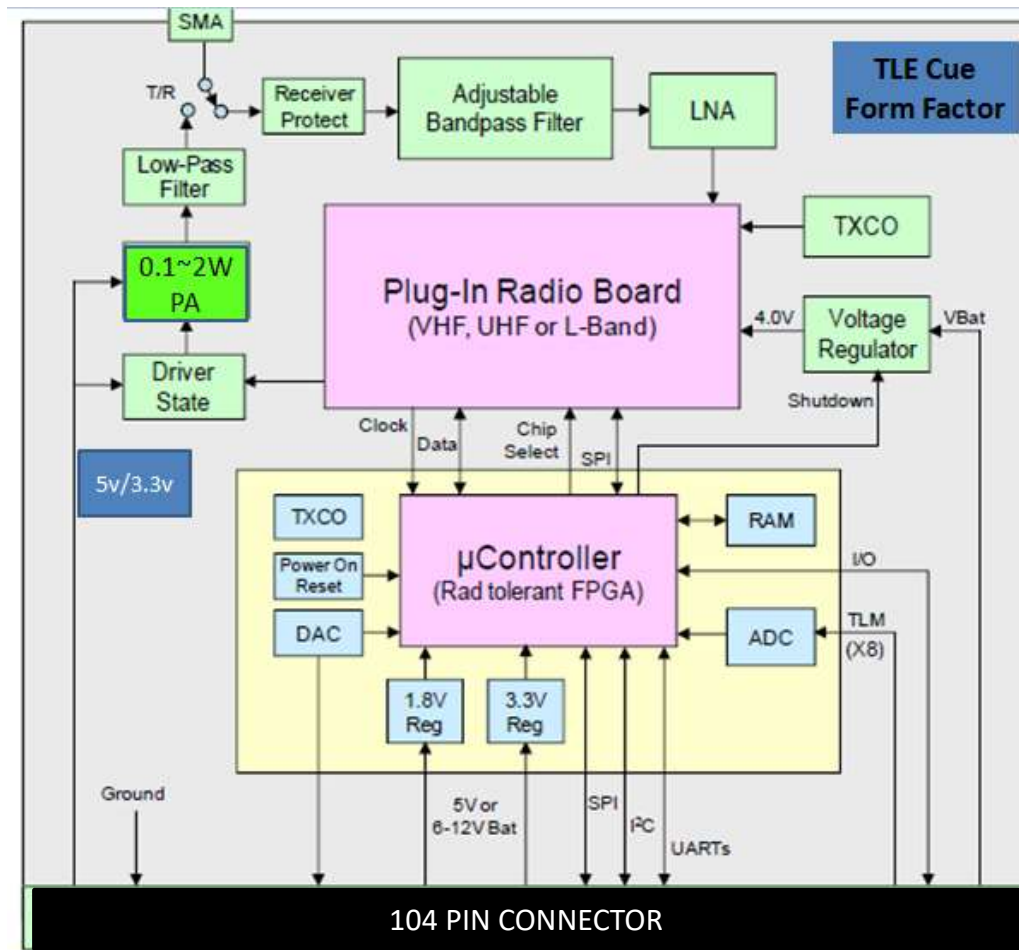 SMA
TLE Cue
Form Factor
T/R
Receiver
Protect
Adjustable
Bandpass Filter
LNA
Low-Pass
Filter
TXCO
0.1~2W
PA
Plug-In Radio Board
(VHF, UHF or L-Band)
4.0V
Voltage
Regulator
VBat
Driver
State
Shutdown
Clock
Data
Chip
Select
SPI
5v/3.3v
TXCO
µController
(Rad tolerant FPGA)
RAM
Power On
Reset
I/O
DAC
ADC
TLM
(X8)
1.8V
Reg
3.3V
Reg
Ground
5V or
6-12V Bat
SPI
I²C
UARTs
104 PIN CONNECTOR